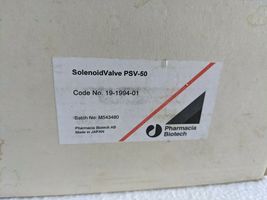 SolenoidValve PSV-50
Code No. 19-1994-01
Batch No: M543480
Pharmacia Biotech AB
Made in JAPAN
Pharmacia
Biotech